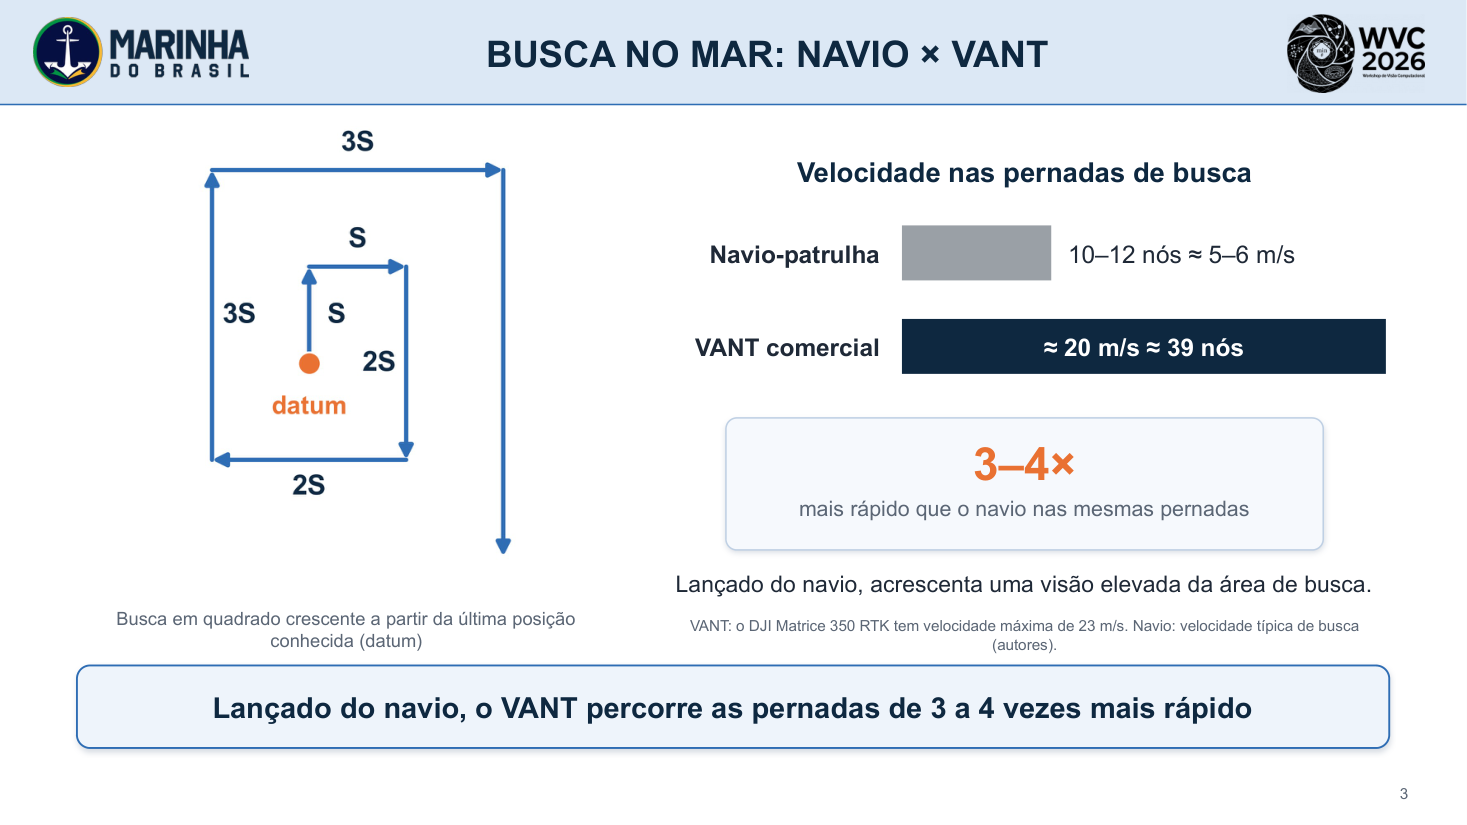 MARINHA
DO BRASIL
BUSCA NO MAR: NAVIO × VANT
WVC
2026
Workshop de Visão Computacional
3S
S
3S
S
2S
datum
2S
Busca em quadrado crescente a partir da última posição
conhecida (datum)
Velocidade nas pernadas de busca
Navio-patrulha
10–12 nós ≈ 5–6 m/s
VANT comercial
≈ 20 m/s ≈ 39 nós
3–4×
mais rápido que o navio nas mesmas pernadas
Lançado do navio, acrescenta uma visão elevada da área de busca.
VANT: o DJI Matrice 350 RTK tem velocidade máxima de 23 m/s. Navio: velocidade típica de busca
(autores).
Lançado do navio, o VANT percorre as pernadas de 3 a 4 vezes mais rápido
3